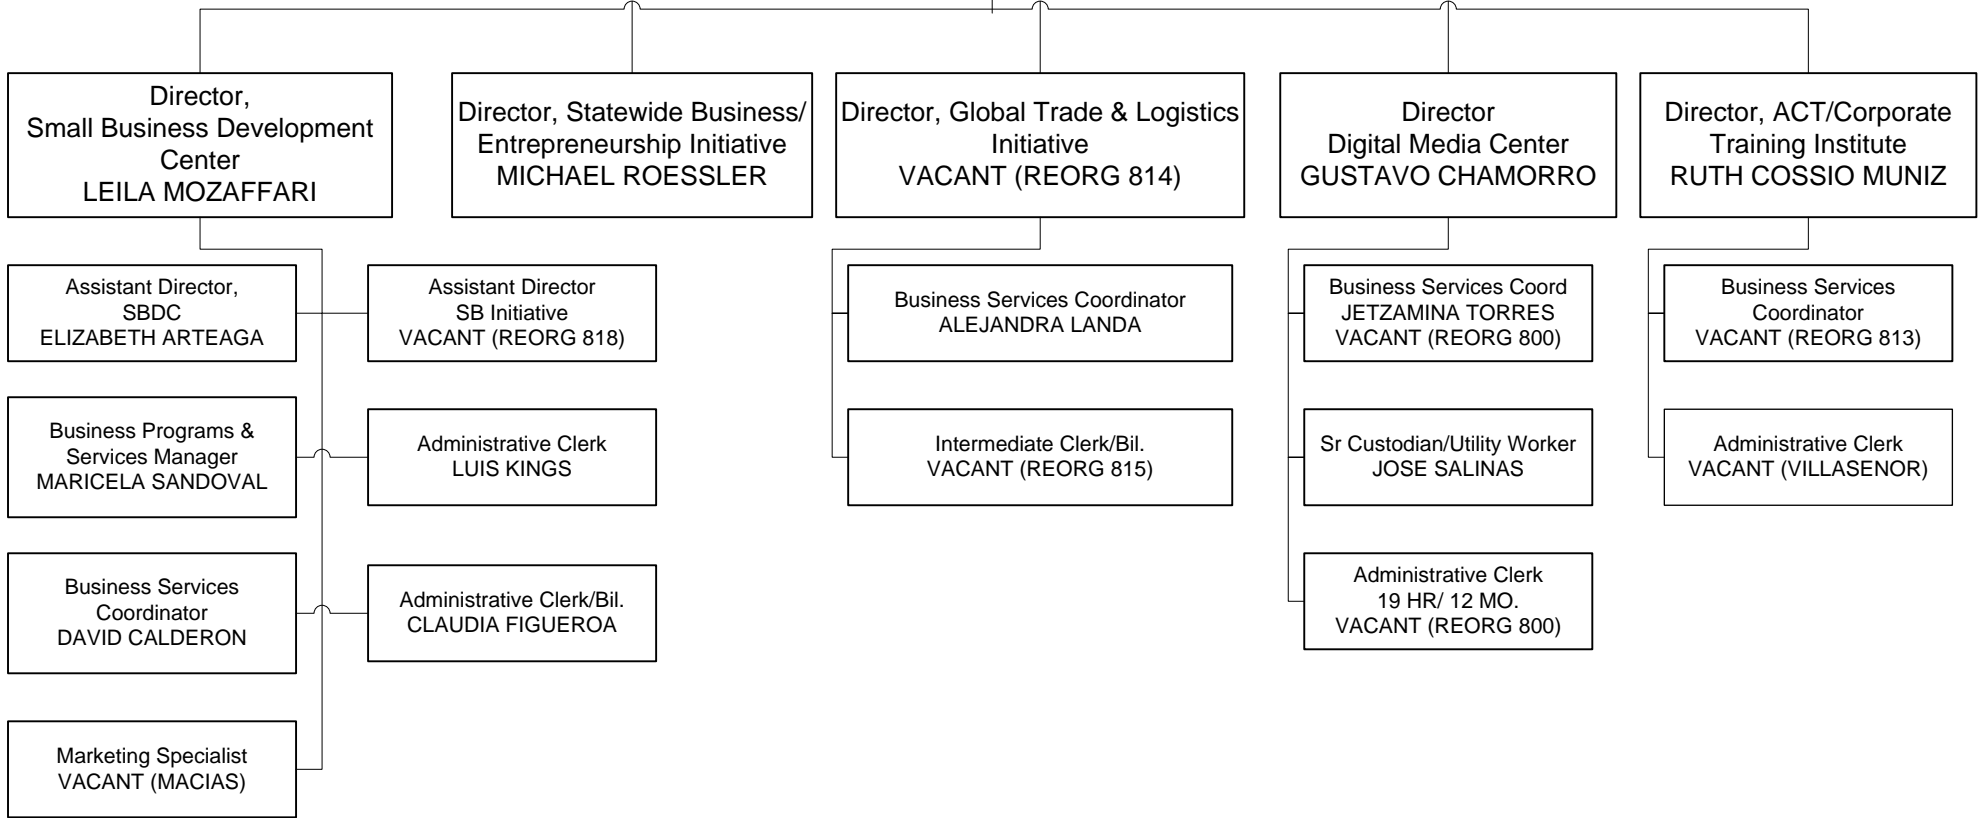 Director,
Small Business Development
Center
LEILA MOZAFFARI
Director, Statewide Business/
Entrepreneurship Initiative
MICHAEL ROESSLER
Director, Global Trade & Logistics
Initiative
VACANT (REORG 814)
Director
Digital Media Center
GUSTAVO CHAMORRO
Director, ACT/Corporate
Training Institute
RUTH COSSIO MUNIZ
Assistant Director,
SBDC
ELIZABETH ARTEAGA
Assistant Director
SB Initiative
VACANT (REORG 818)
Business Services Coordinator
ALEJANDRA LANDA
Business Services Coord
JETZAMINA TORRES
VACANT (REORG 800)
Business Services
Coordinator
VACANT (REORG 813)
Business Programs &
Services Manager
MARICELA SANDOVAL
Administrative Clerk
LUIS KINGS
Intermediate Clerk/Bil.
VACANT (REORG 815)
Sr Custodian/Utility Worker
JOSE SALINAS
Administrative Clerk
VACANT (VILLASENOR)
Business Services
Coordinator
DAVID CALDERON
Administrative Clerk/Bil.
CLAUDIA FIGUEROA
Administrative Clerk
19 HR/ 12 MO.
VACANT (REORG 800)
Marketing Specialist
VACANT (MACIAS)